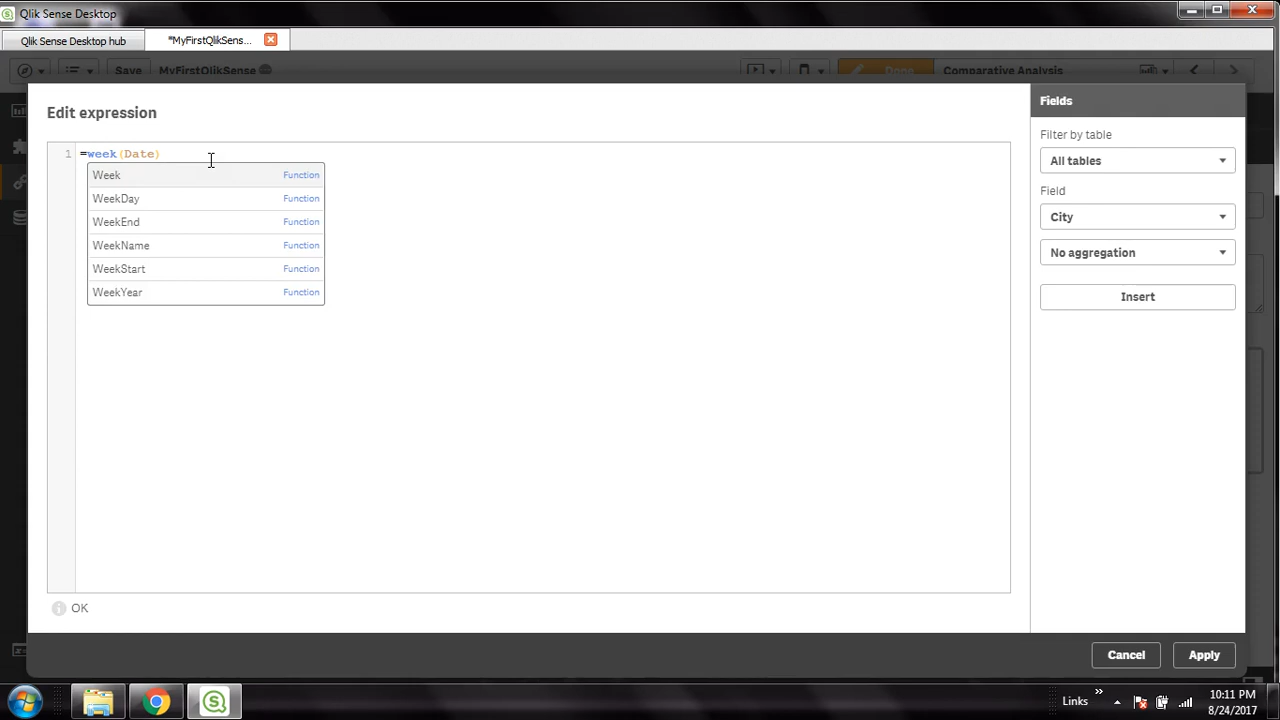 Qlik Sense Desktop
Qlik Sense Desktop hub
*MyFirstQlikSens...
Save
MyFirstQlikSense
Done
Comparative Analysis
Edit expression
1
=week(Date)
Week Function
WeekDay Function
WeekEnd Function
WeekName Function
WeekStart Function
WeekYear Function
OK
Fields
Filter by table
All tables
Field
City
No aggregation
Insert
Cancel
Apply
Links
10:11 PM
8/24/2017